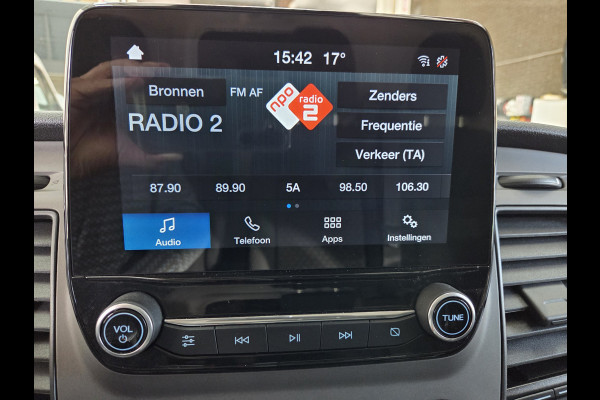 15:42 17°
Bronnen FM AF
npo radio 2
Zenders
RADIO 2
Frequentie
Verkeer (TA)
87.90 89.90 5A 98.50 106.30
Audio Telefoon Apps Instellingen
VOL TUNE